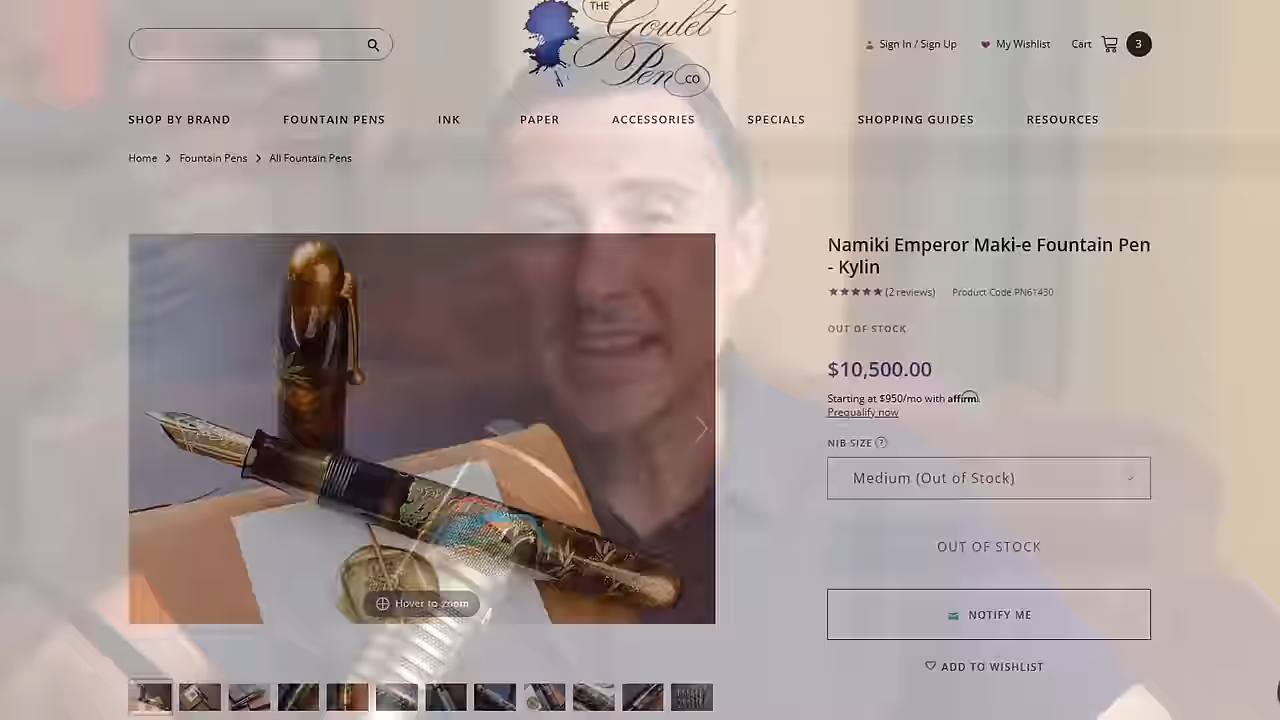 THE
Goulet
Pen CO
Sign In / Sign Up
My Wishlist
Cart
3
SHOP BY BRAND
FOUNTAIN PENS
INK
PAPER
ACCESSORIES
SPECIALS
SHOPPING GUIDES
RESOURCES
Home > Fountain Pens > All Fountain Pens
Namiki Emperor Maki-e Fountain Pen
- Kylin
(2 reviews)
Product Code PN61430
OUT OF STOCK
$10,500.00
Starting at $950/mo with affirm.
Prequalify now
NIB SIZE ?
Medium (Out of Stock)
OUT OF STOCK
Hover to zoom
NOTIFY ME
ADD TO WISHLIST